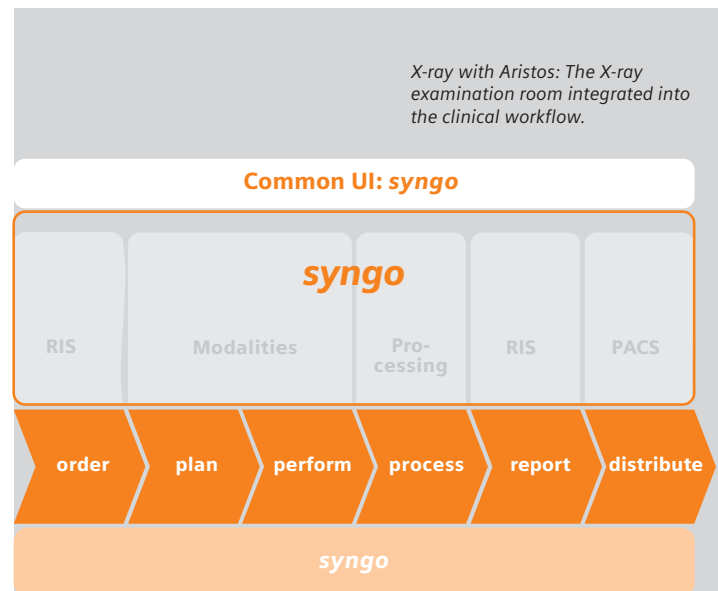 X-ray with Aristos: The X-ray
examination room integrated into
the clinical workflow.
Common UI: syngo
syngo
RIS
Modalities
Pro-
cessing
RIS
PACS
order
plan
perform
process
report
distribute
syngo